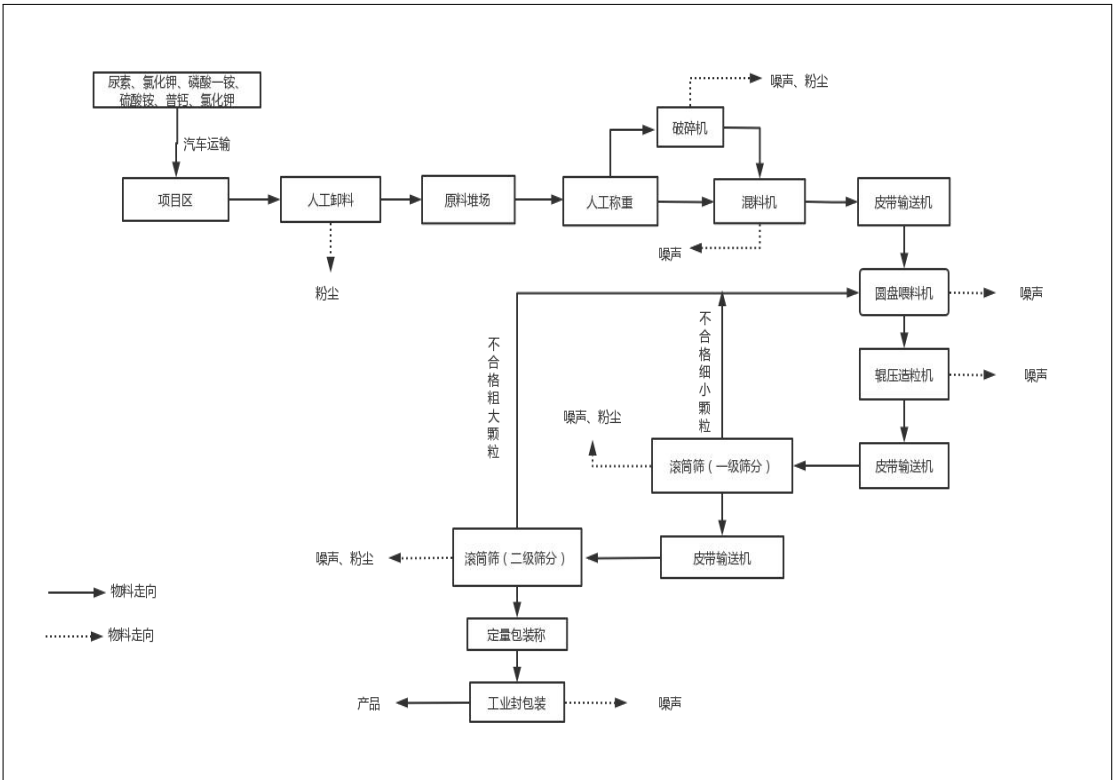 尿素、氯化钾、磷酸一铵、
硫酸铵、普钙、氯化钾
汽车运输
项目区
人工卸料
粉尘
原料堆场
人工称重
破碎机
噪声、粉尘
混料机
噪声
皮带输送机
圆盘喂料机
噪声
辊压造粒机
噪声
皮带输送机
滚筒筛（一级筛分）
噪声、粉尘
不合格细小颗粒
皮带输送机
滚筒筛（二级筛分）
噪声、粉尘
不合格粗大颗粒
定量包装称
工业封包装
产品
噪声
物料走向
物料走向